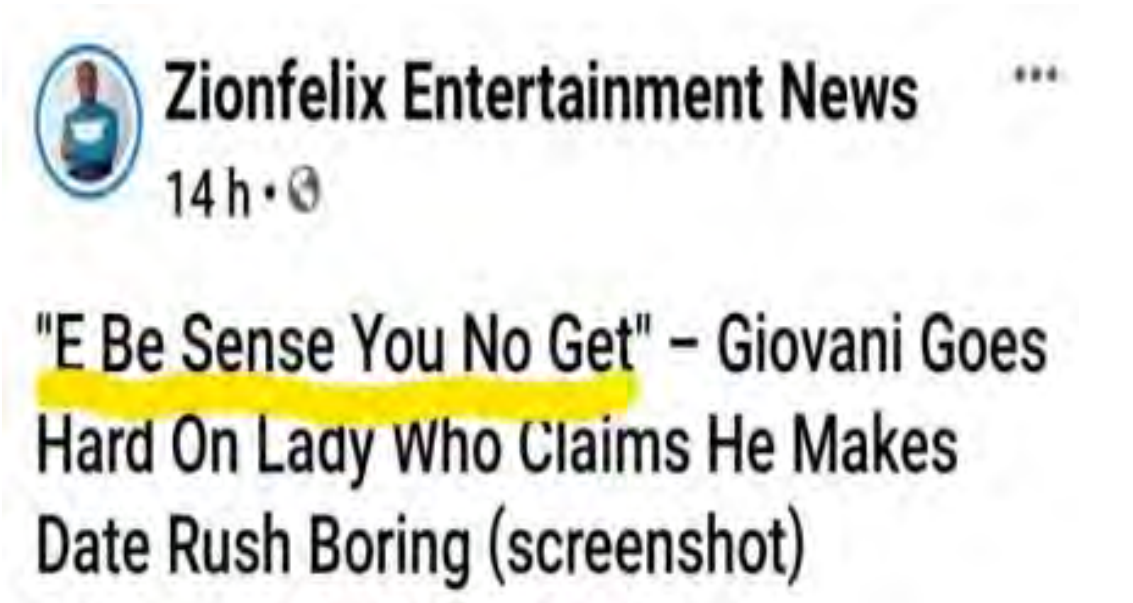 Zionfelix Entertainment News
14 h •
"E Be Sense You No Get" – Giovani Goes
Hard On Lady Who Claims He Makes
Date Rush Boring (screenshot)